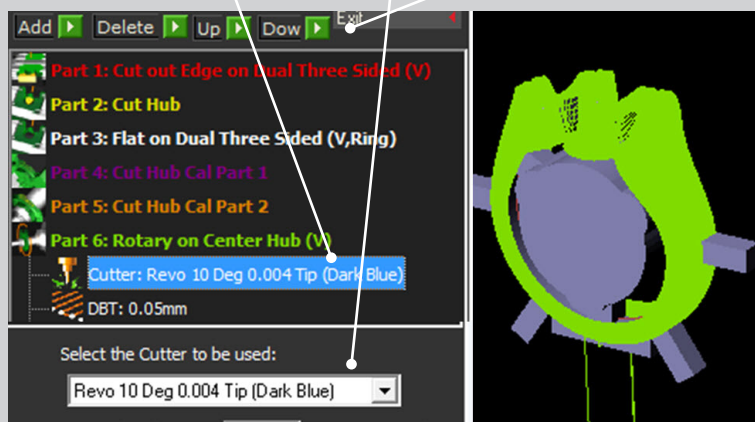 Add Delete Up Dow Exit
Part 1: Cut out Edge on Dual Three Sided (V)
Part 2: Cut Hub
Part 3: Flat on Dual Three Sided (V,Ring)
Part 4: Cut Hub Cal Part 1
Part 5: Cut Hub Cal Part 2
Part 6: Rotary on Center Hub (V)
Cutter: Revo 10 Deg 0.004 Tip (Dark Blue)
DBT: 0.05mm
Select the Cutter to be used:
Revo 10 Deg 0.004 Tip (Dark Blue)